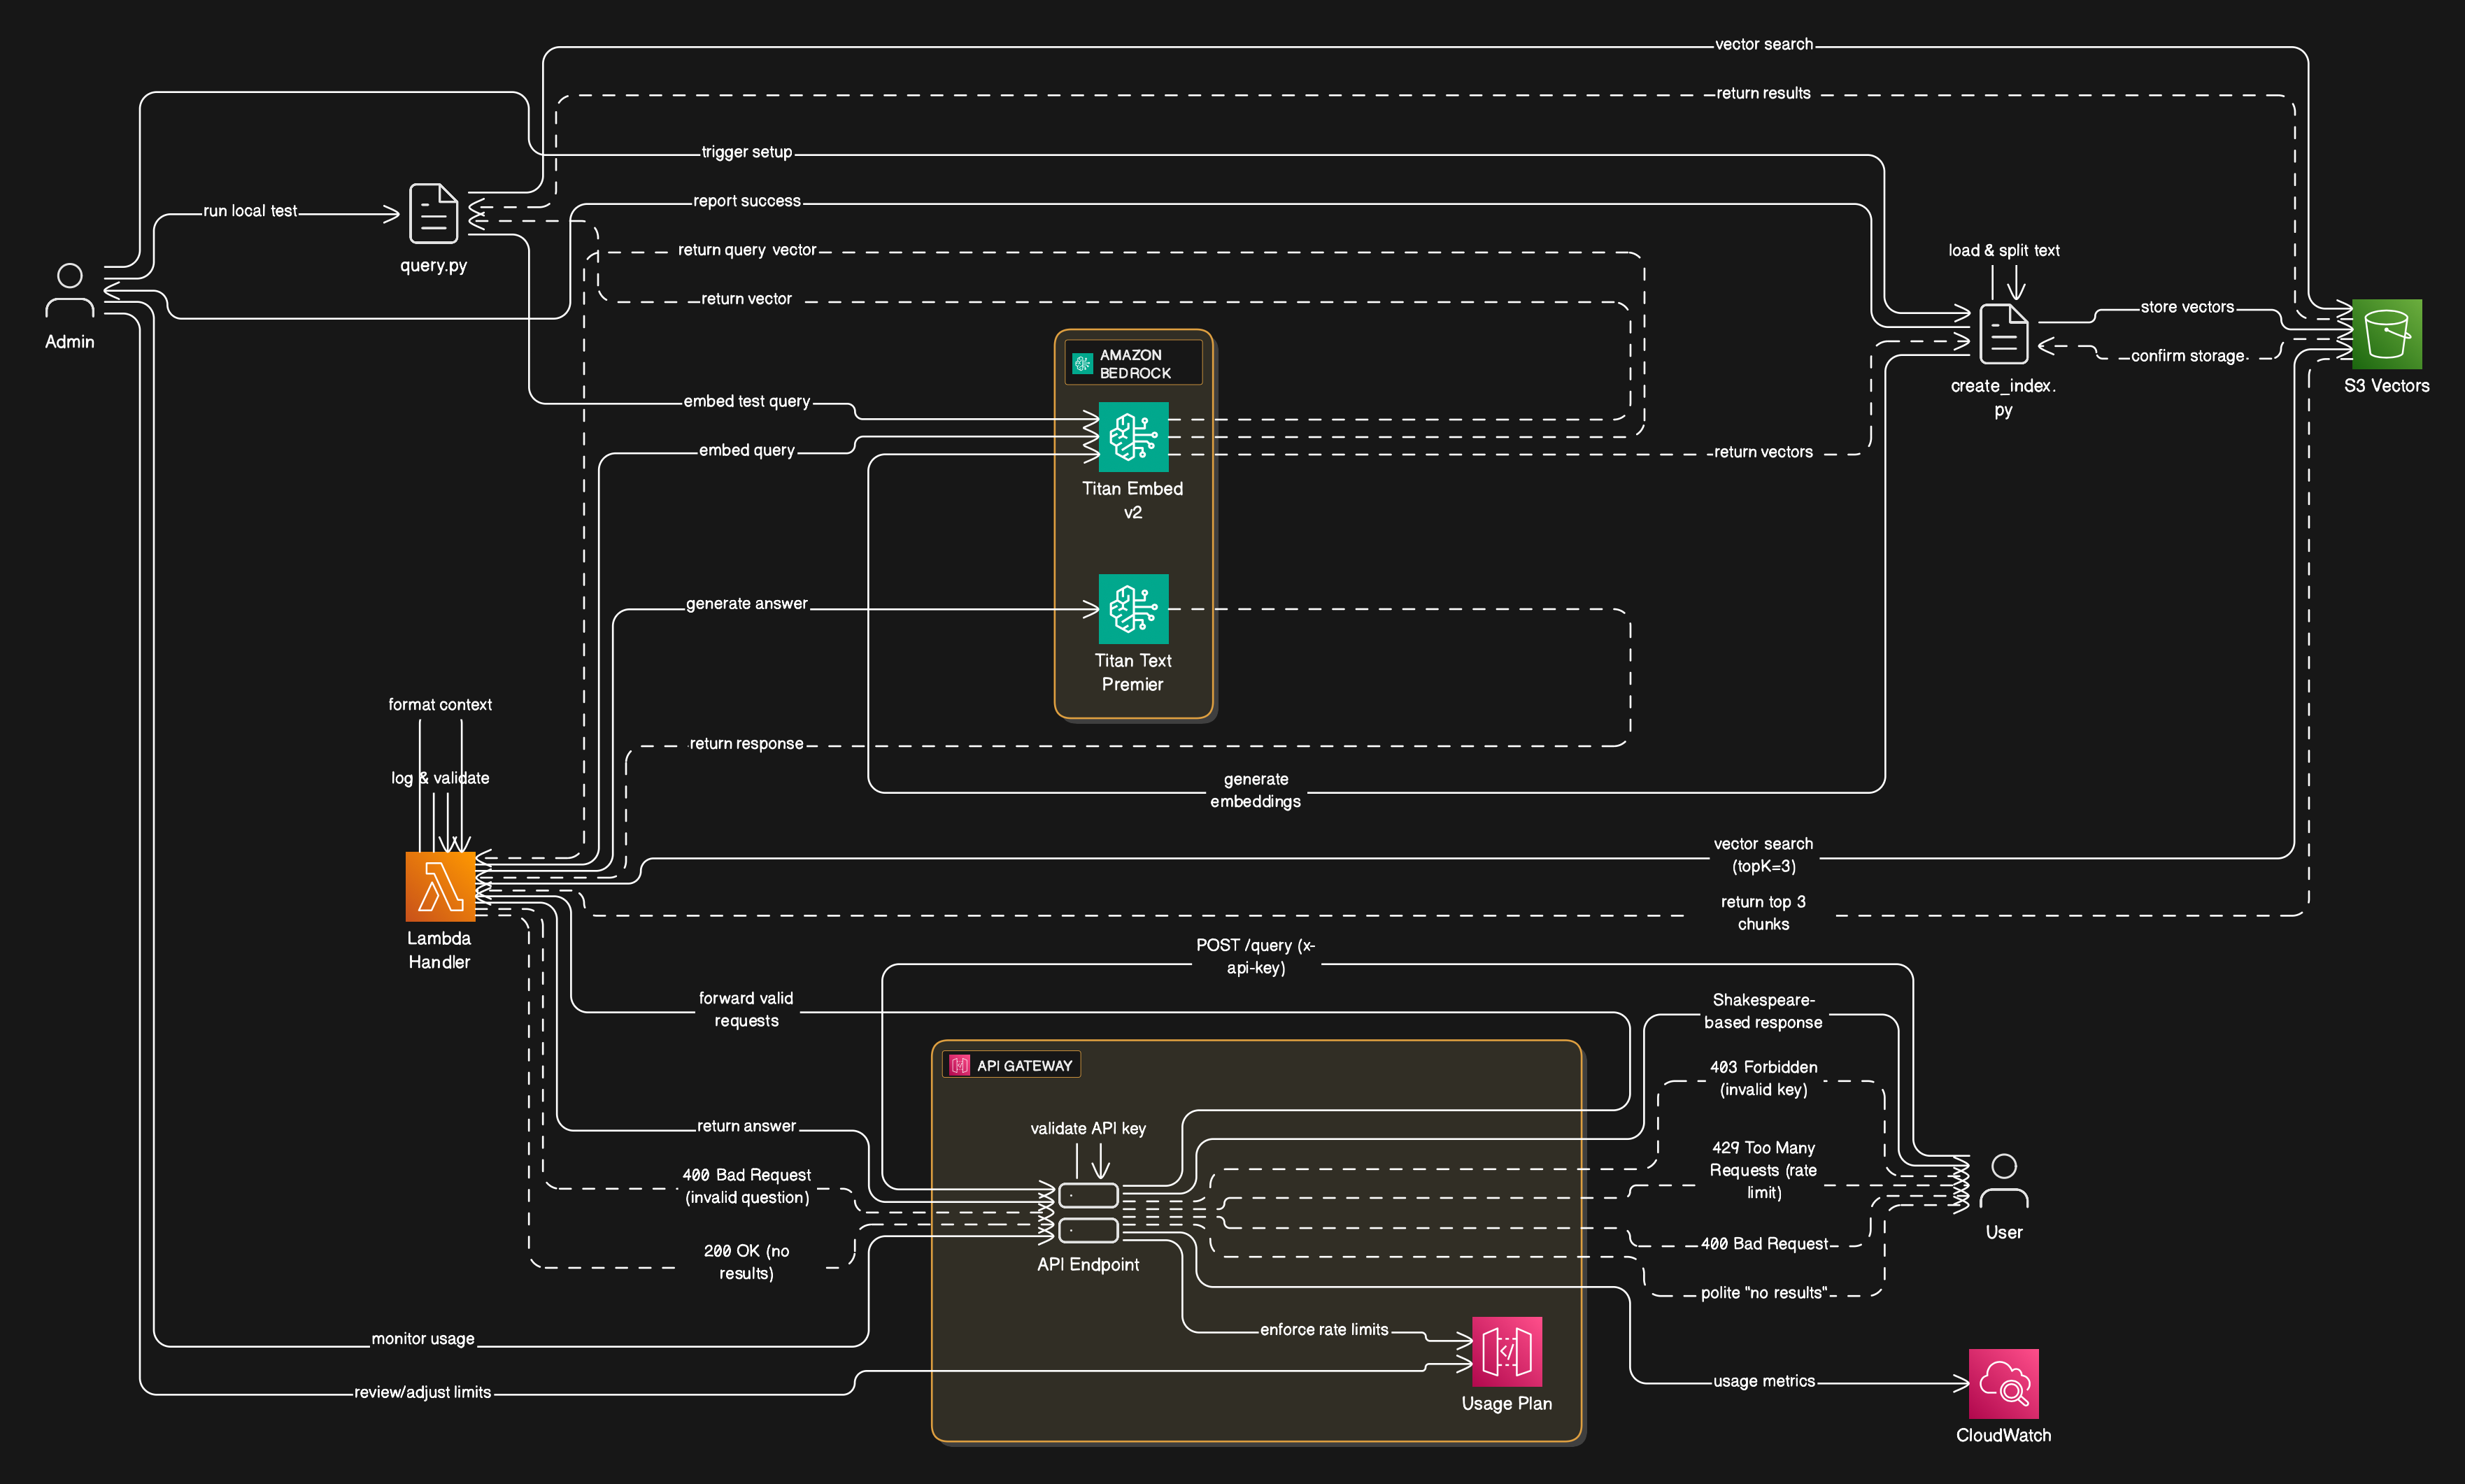 vector search
return results
trigger setup
report success
run local test
query.py
return query vector
return vector
load & split text
store vectors
confirm storage
create_index.
py
S3 Vectors
Admin
AMAZON
BEDROCK
embed test query
embed query
return vectors
Titan Embed
v2
generate answer
Titan Text
Premier
format context
return response
log & validate
generate
embeddings
vector search
(topK=3)
return top 3
chunks
Lambda
Handler
POST /query (x-
api-key)
forward valid
requests
Shakespeare-
based response
API GATEWAY
403 Forbidden
(invalid key)
return answer
validate API key
429 Too Many
Requests (rate
limit)
400 Bad Request
(invalid question)
User
400 Bad Request
200 OK (no
results)
API Endpoint
polite "no results"
monitor usage
enforce rate limits
review/adjust limits
Usage Plan
usage metrics
CloudWatch